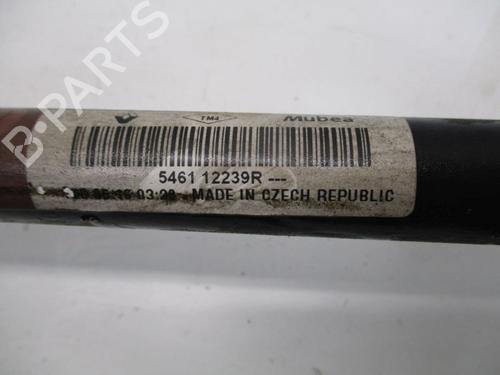 TM4 Mubea
5461 12239R ---
03:28 - MADE IN CZECH REPUBLIC
B-PARTS